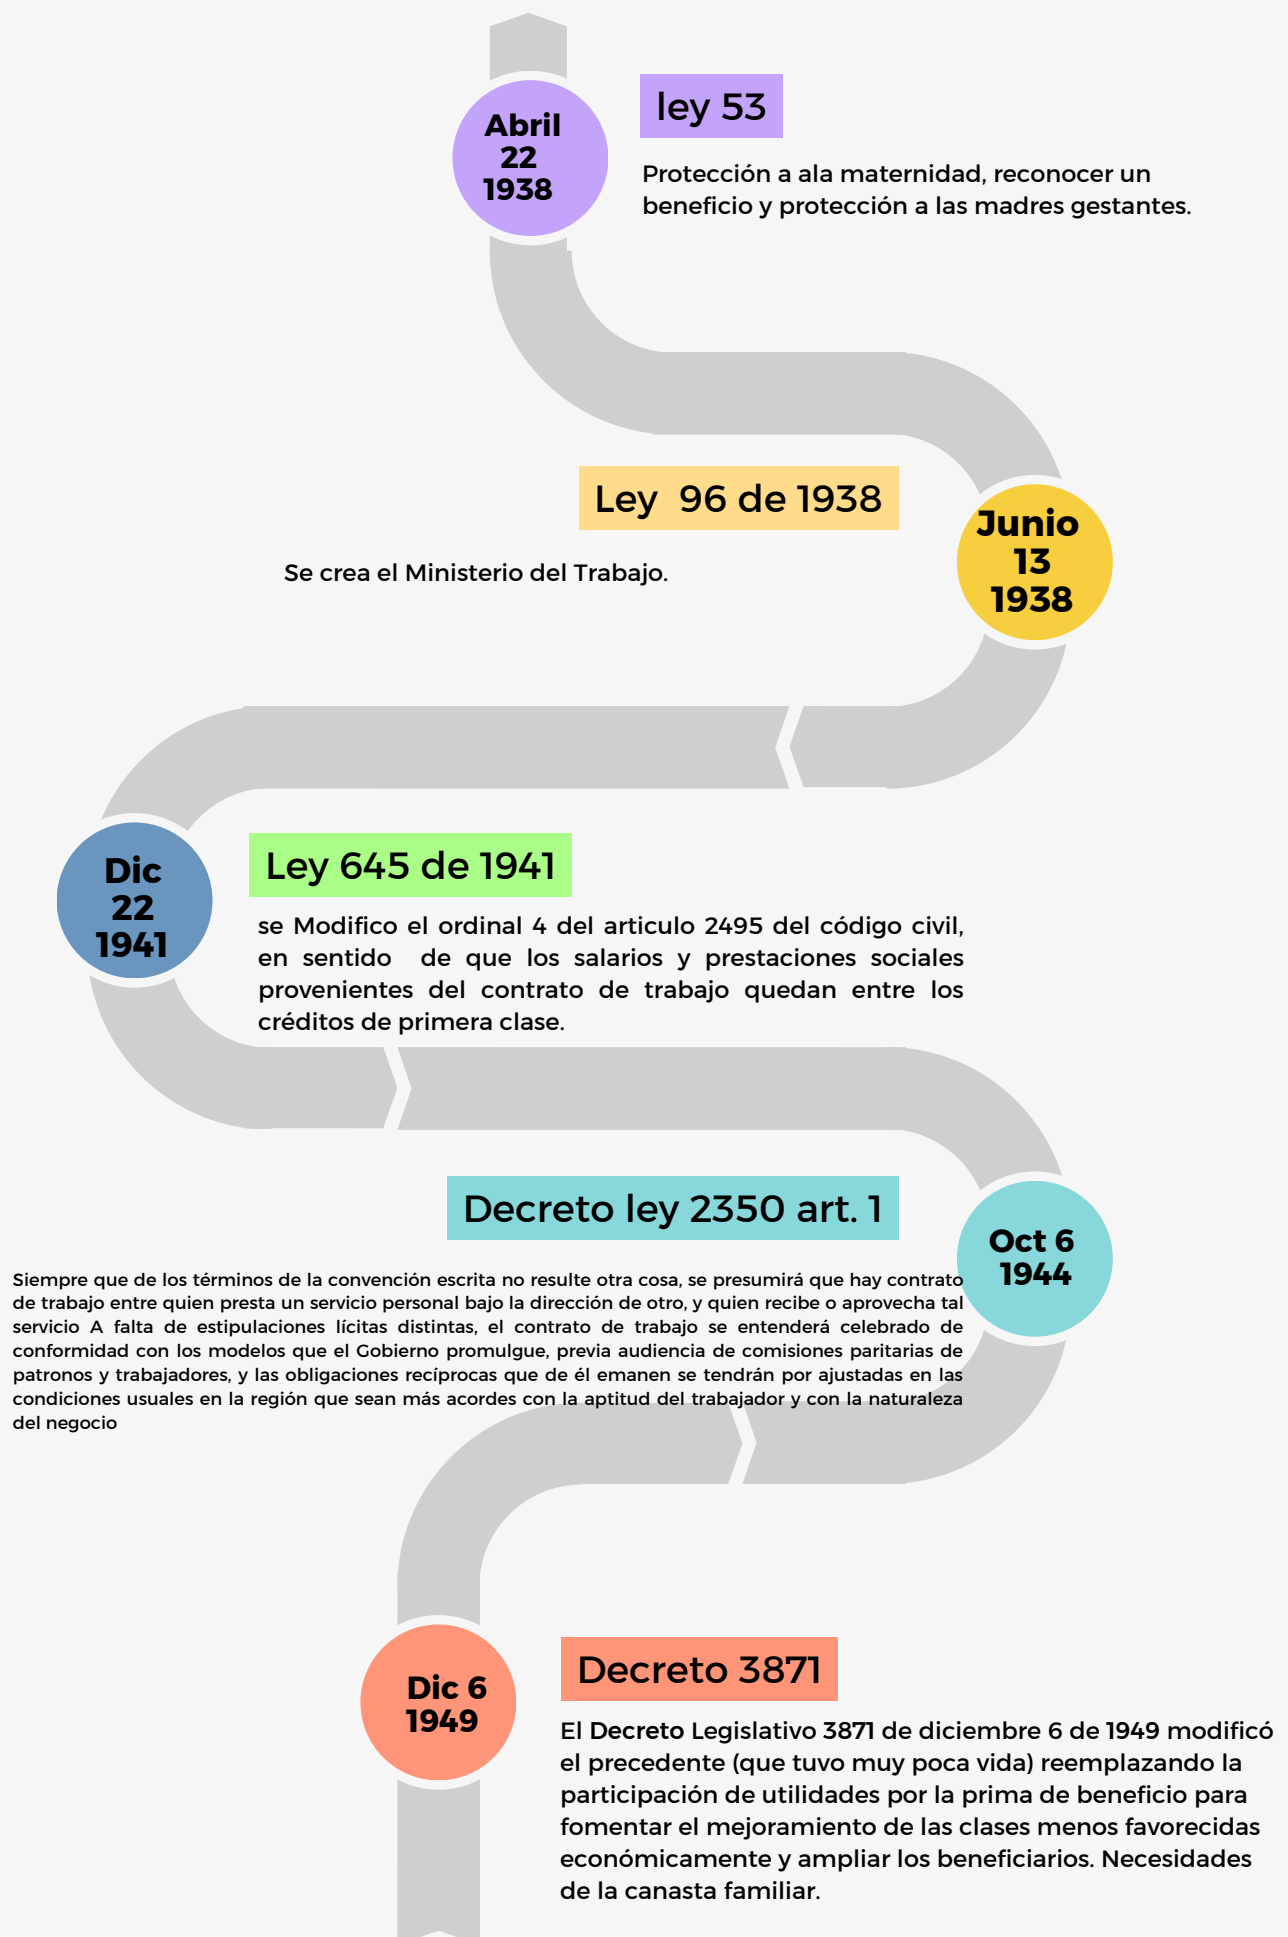 Abril
22
1938
ley 53
Protección a ala maternidad, reconocer un
beneficio y protección a las madres gestantes.
Ley  96 de 1938
Junio
13
1938
Se crea el Ministerio del Trabajo.
Dic
22
1941
Ley 645 de 1941
se Modifico el ordinal 4 del articulo 2495 del código civil,
en sentido  de que los salarios y prestaciones sociales
provenientes del contrato de trabajo quedan entre los
créditos de primera clase.
Decreto ley 2350 art. 1
Oct 6
1944
Siempre que de los términos de la convención escrita no resulte otra cosa, se presumirá que hay contrato
de trabajo entre quien presta un servicio personal bajo la dirección de otro, y quien recibe o aprovecha tal
servicio A falta de estipulaciones lícitas distintas, el contrato de trabajo se entenderá celebrado de
conformidad con los modelos que el Gobierno promulgue, previa audiencia de comisiones paritarias de
patronos y trabajadores, y las obligaciones recíprocas que de él emanen se tendrán por ajustadas en las
condiciones usuales en la región que sean más acordes con la aptitud del trabajador y con la naturaleza
del negocio
Dic 6
1949
Decreto 3871
El Decreto Legislativo 3871 de diciembre 6 de 1949 modificó
el precedente (que tuvo muy poca vida) reemplazando la
participación de utilidades por la prima de beneficio para
fomentar el mejoramiento de las clases menos favorecidas
económicamente y ampliar los beneficiarios. Necesidades
de la canasta familiar.